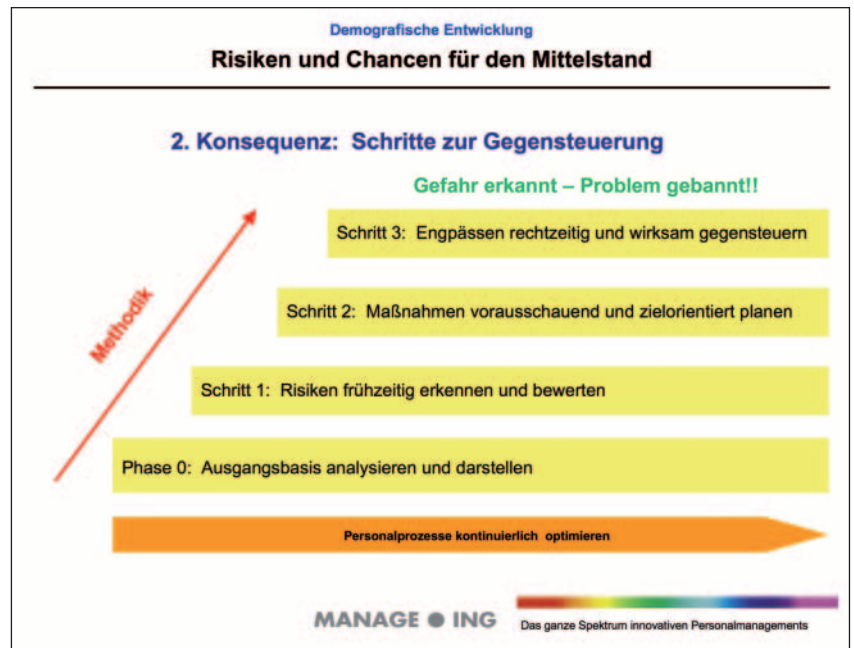 Demografische Entwicklung
Risiken und Chancen für den Mittelstand
2. Konsequenz: Schritte zur Gegensteuerung
Gefahr erkannt – Problem gebannt!!
Schritt 3: Engpässen rechtzeitig und wirksam gegensteuern
Schritt 2: Maßnahmen vorausschauend und zielorientiert planen
Methodik
Schritt 1: Risiken frühzeitig erkennen und bewerten
Phase 0: Ausgangsbasis analysieren und darstellen
Personalprozesse kontinuierlich optimieren
MANAGE ● ING
Das ganze Spektrum innovativen Personalmanagements